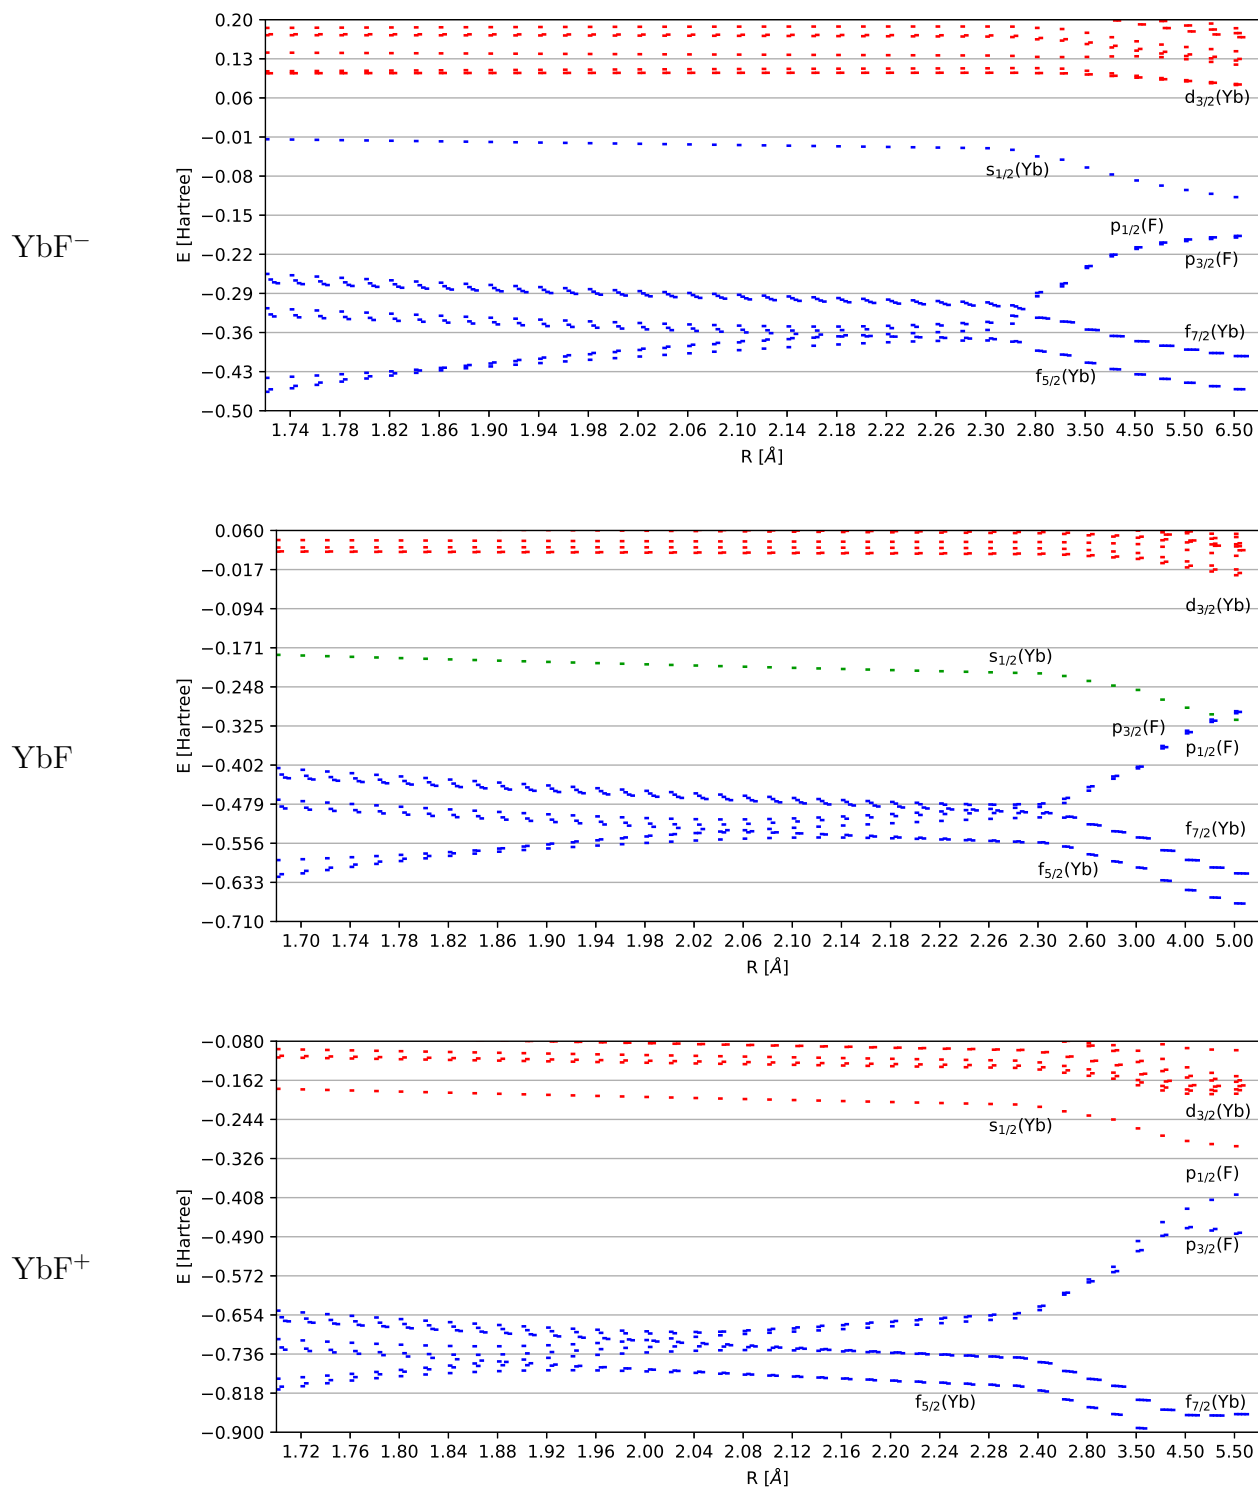 YbF⁻
E [Hartree]
0.20
0.13
0.06
−0.01
−0.08
−0.15
−0.22
−0.29
−0.36
−0.43
−0.50
d3/2(Yb)
s1/2(Yb)
p1/2(F)
p3/2(F)
f7/2(Yb)
f5/2(Yb)
1.74 1.78 1.82 1.86 1.90 1.94 1.98 2.02 2.06 2.10 2.14 2.18 2.22 2.26 2.30 2.80 3.50 4.50 5.50 6.50
R [Å]
YbF
E [Hartree]
0.060
−0.017
−0.094
−0.171
−0.248
−0.325
−0.402
−0.479
−0.556
−0.633
−0.710
d3/2(Yb)
s1/2(Yb)
p3/2(F)
p1/2(F)
f7/2(Yb)
f5/2(Yb)
1.70 1.74 1.78 1.82 1.86 1.90 1.94 1.98 2.02 2.06 2.10 2.14 2.18 2.22 2.26 2.30 2.60 3.00 4.00 5.00
R [Å]
YbF⁺
E [Hartree]
−0.080
−0.162
−0.244
−0.326
−0.408
−0.490
−0.572
−0.654
−0.736
−0.818
−0.900
d3/2(Yb)
s1/2(Yb)
p1/2(F)
p3/2(F)
f5/2(Yb)
f7/2(Yb)
1.72 1.76 1.80 1.84 1.88 1.92 1.96 2.00 2.04 2.08 2.12 2.16 2.20 2.24 2.28 2.40 2.80 3.50 4.50 5.50
R [Å]